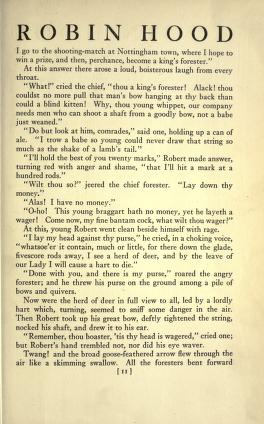 ROBIN HOOD
I go to the shooting-match at Nottingham town, where I hope to
win a prize, and then, perchance, become a king's forester."
At this answer there arose a loud, boisterous laugh from every
throat.
"What!" cried the chief, "thou a king's forester! Alack! thou
couldst no more pull that man's bow hanging at thy back than
could a blind kitten! Why, thou young whippet, our company
needs men who can shoot a shaft from a goodly bow, not a babe
just weaned."
"Do but look at him, comrades," said one, holding up a can of
ale. "I trow a babe so young could never draw that string so
much as the shake of a lamb's tail."
"I'll hold the best of you twenty marks," Robert made answer,
turning red with anger and shame, "that I'll hit a mark at a
hundred rods."
"Wilt thou so?" jeered the chief forester. "Lay down thy
money."
"Alas! I have no money."
"O-ho! This young braggart hath no money, yet he layeth a
wager! Come now, my fine bantam cock, what wilt thou wager?"
At this, young Robert went clean beside himself with rage.
"I lay my head against thy purse," he cried, in a choking voice,
"whatsoe'er it contain, much or little, for there down the glade,
fivescore rods away, I see a herd of deer, and by the leave of
our Lady I will cause a hart to die."
"Done with you, and there is my purse," roared the angry
forester; and he threw his purse on the ground among a pile of
bows and quivers.
Now were the herd of deer in full view to all, led by a lordly
hart which, turning, seemed to sniff some danger in the air.
Then Robert took up his great bow, deftly tightened the string,
nocked his shaft, and drew it to his ear.
"Remember, thou boaster, 'tis thy head is wagered," cried one;
but Robert's hand trembled not, nor did his eye waver.
Twang! and the broad goose-feathered arrow flew through the
air like a skimming swallow. All the foresters bent forward
[11]